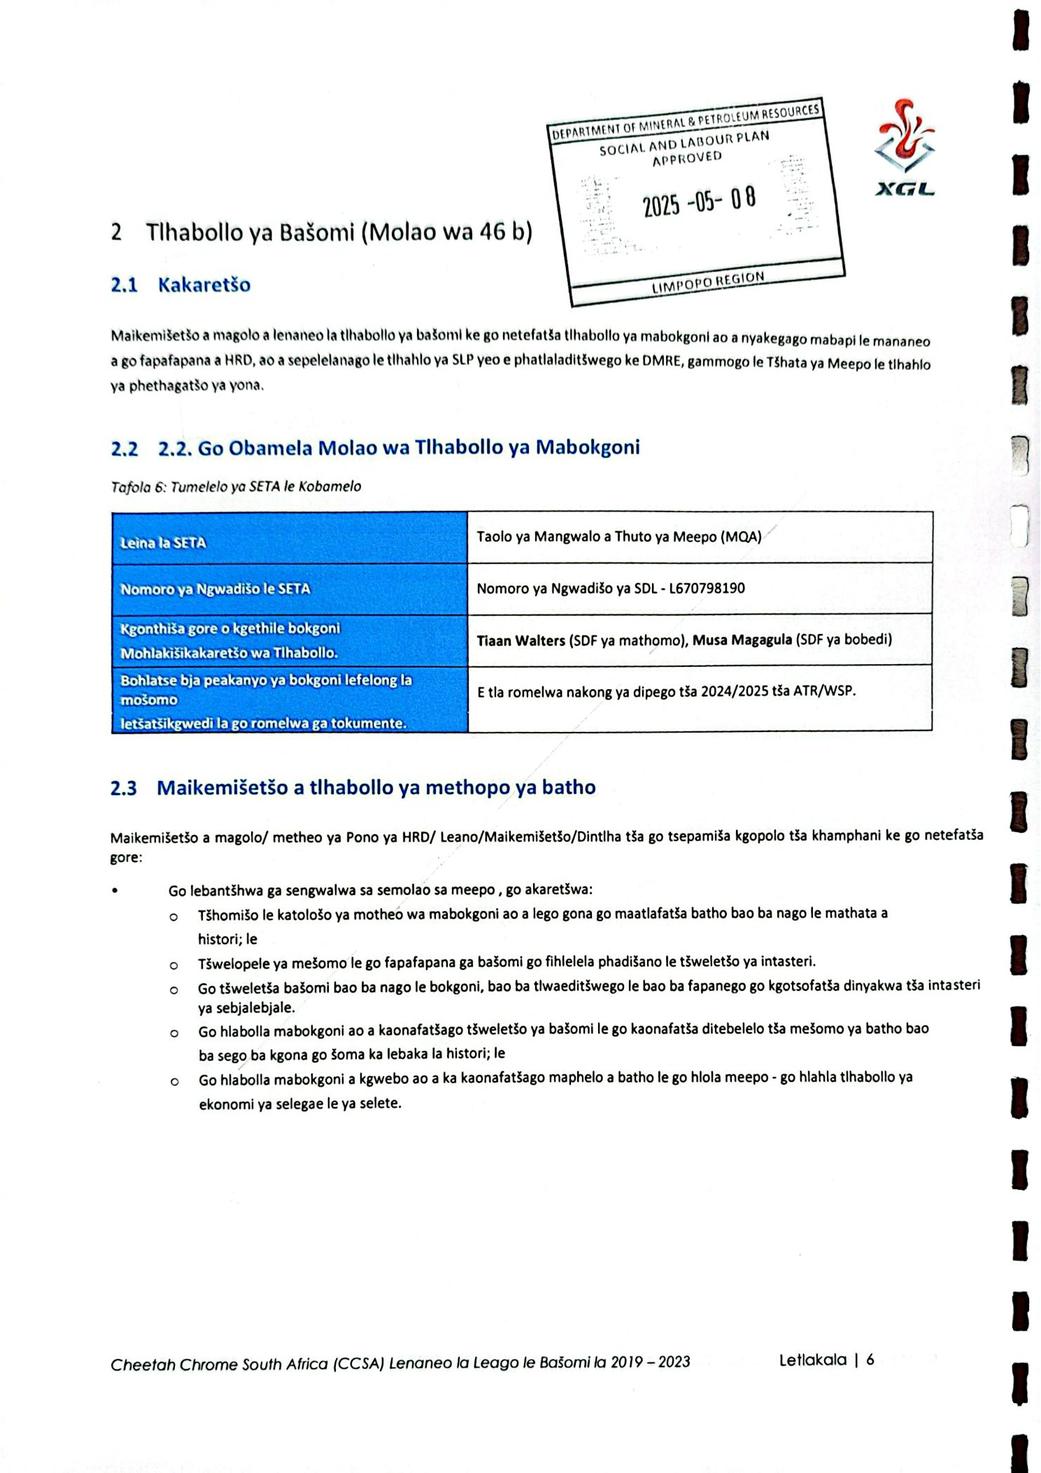 DEPARTMENT OF MINERAL & PETROLEUM RESOURCES
SOCIAL AND LABOUR PLAN
APPROVED
2025 -05- 08
LIMPOPO REGION
XGL
2 Tlhabollo ya Bašomi (Molao wa 46 b)
2.1 Kakaretšo
Maikemišetšo a magolo a lenaneo la tlhabollo ya bašomi ke go netefatša tlhabollo ya mabokgoni ao a nyakegago mabapi le mananeo
a go fapafapana a HRD, ao a sepelelanago le tlhahlo ya SLP yeo e phatlaladitšwego ke DMRE, gammogo le Tšhata ya Meepo le tlhahlo
ya phethagatšo ya yona.
2.2 2.2. Go Obamela Molao wa Tlhabollo ya Mabokgoni
Tafola 6: Tumelelo ya SETA le Kobamelo
Leina la SETA
Taolo ya Mangwalo a Thuto ya Meepo (MQA)
Nomoro ya Ngwadišo le SETA
Nomoro ya Ngwadišo ya SDL - L670798190
Kgonthiša gore o kgethile bokgoni
Mohlakišikakaretšo wa Tlhabollo.
Tiaan Walters (SDF ya mathomo), Musa Magagula (SDF ya bobedi)
Bohlatse bja peakanyo ya bokgoni lefelong la
mošomo
letšatšikgwedi la go romelwa ga tokumente.
E tla romelwa nakong ya dipego tša 2024/2025 tša ATR/WSP.
2.3 Maikemišetšo a tlhabollo ya methopo ya batho
Maikemišetšo a magolo/ metheo ya Pono ya HRD/ Leano/Maikemišetšo/Dintlha tša go tsepamiša kgopolo tša khamphani ke go netefatša
gore:
• Go lebantšhwa ga sengwalwa sa semolao sa meepo , go akaretšwa:
o Tšhomišo le katološo ya motheo wa mabokgoni ao a lego gona go maatlafatša batho bao ba nago le mathata a
histori; le
o Tšwelopele ya mešomo le go fapafapana ga bašomi go fihlelela phadišano le tšweletšo ya intasteri.
o Go tšweletša bašomi bao ba nago le bokgoni, bao ba tlwaeditšwego le bao ba fapanego go kgotsofatša dinyakwa tša intasteri
ya sebjalebjale.
o Go hlabolla mabokgoni ao a kaonafatšago tšweletšo ya bašomi le go kaonafatša ditebelelo tša mešomo ya batho bao
ba sego ba kgona go šoma ka lebaka la histori; le
o Go hlabolla mabokgoni a kgwebo ao a ka kaonafatšago maphelo a batho le go hlola meepo - go hlahla tlhabollo ya
ekonomi ya selegae le ya selete.
Cheetah Chrome South Africa (CCSA) Lenaneo la Leago le Bašomi la 2019 – 2023
Letlakala | 6